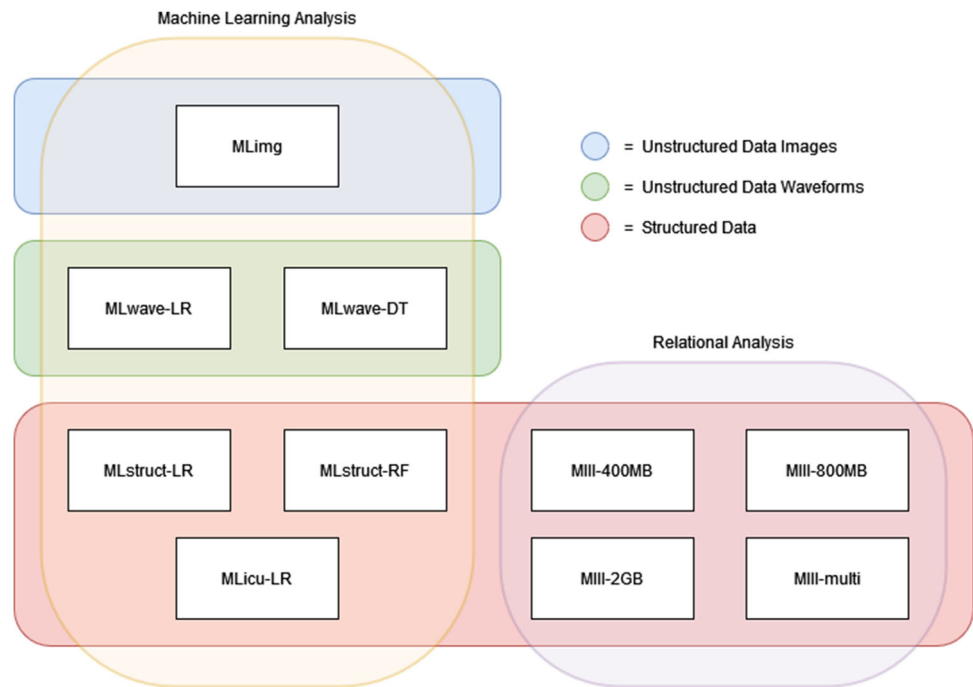 Machine Learning Analysis
MLimg
= Unstructured Data Images
= Unstructured Data Waveforms
= Structured Data
MLwave-LR
MLwave-DT
Relational Analysis
MLstruct-LR
MLstruct-RF
MIII-400MB
MIII-800MB
MLicu-LR
MIII-2GB
MIII-multi